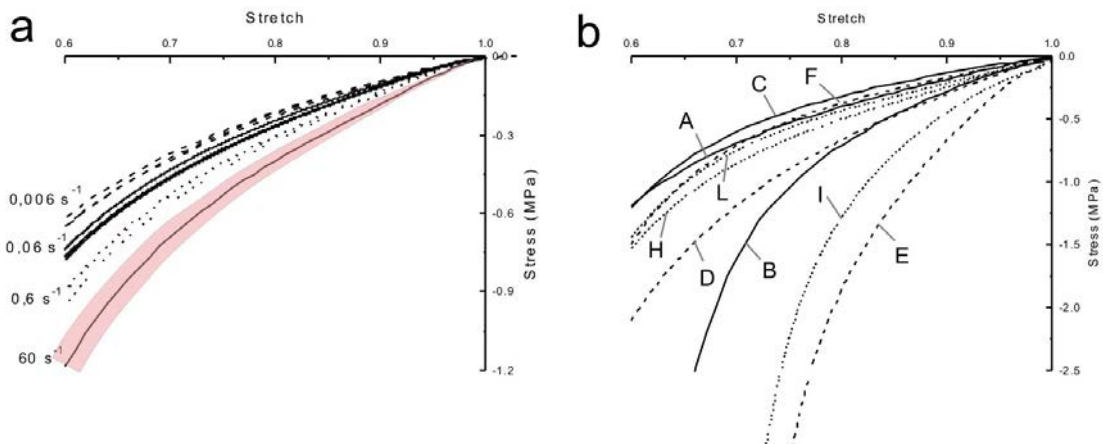 a
Stretch
0.6 0.7 0.8 0.9 1.0
0.0
-0.3
-0.6
-0.9
-1.2
Stress (MPa)
0,006 s-1
0.06 s-1
0,6 s-1
60 s-1
b
Stretch
0.6 0.7 0.8 0.9 1.0
0.0
-0.5
-1.0
-1.5
-2.0
-2.5
Stress (MPa)
C
F
A
L
H
D
B
I
E